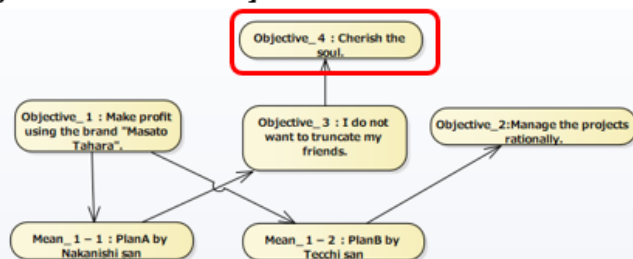 Objective_4 : Cherish the
soul.
Objective_1 : Make profit
using the brand "Masato
Tahara".
Objective_3 : I do not
want to truncate my
friends.
Objective_2:Manage the projects
rationally.
Mean_1 – 1 : PlanA by
Nakanishi san
Mean_1 – 2 : PlanB by
Tecchi san